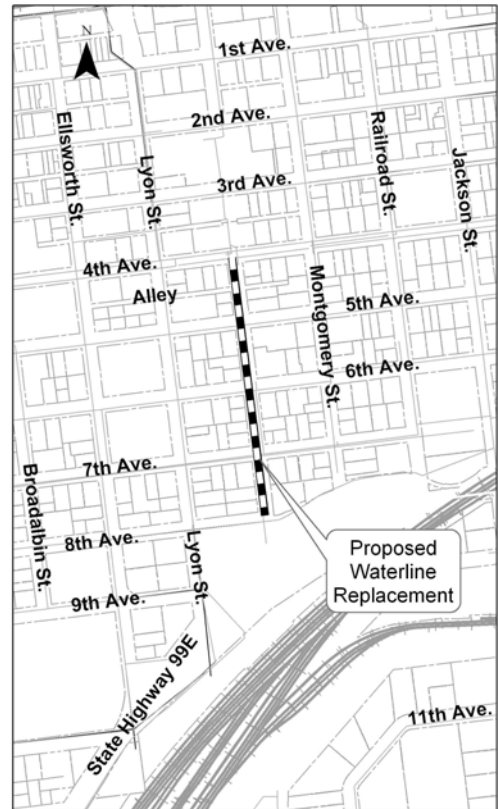 N
1st Ave.
2nd Ave.
3rd Ave.
Ellsworth St.
Lyon St.
Railroad St.
Jackson St.
4th Ave.
Alley
5th Ave.
Montgomery St.
6th Ave.
7th Ave.
Broadalbin St.
8th Ave.
Lyon St.
9th Ave.
Proposed
Waterline
Replacement
State Highway 99E
11th Ave.